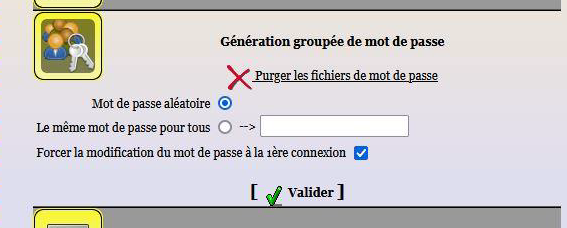 Génération groupée de mot de passe
Purger les fichiers de mot de passe
Mot de passe aléatoire
Le même mot de passe pour tous -->
Forcer la modification du mot de passe à la 1ère connexion
[ Valider ]